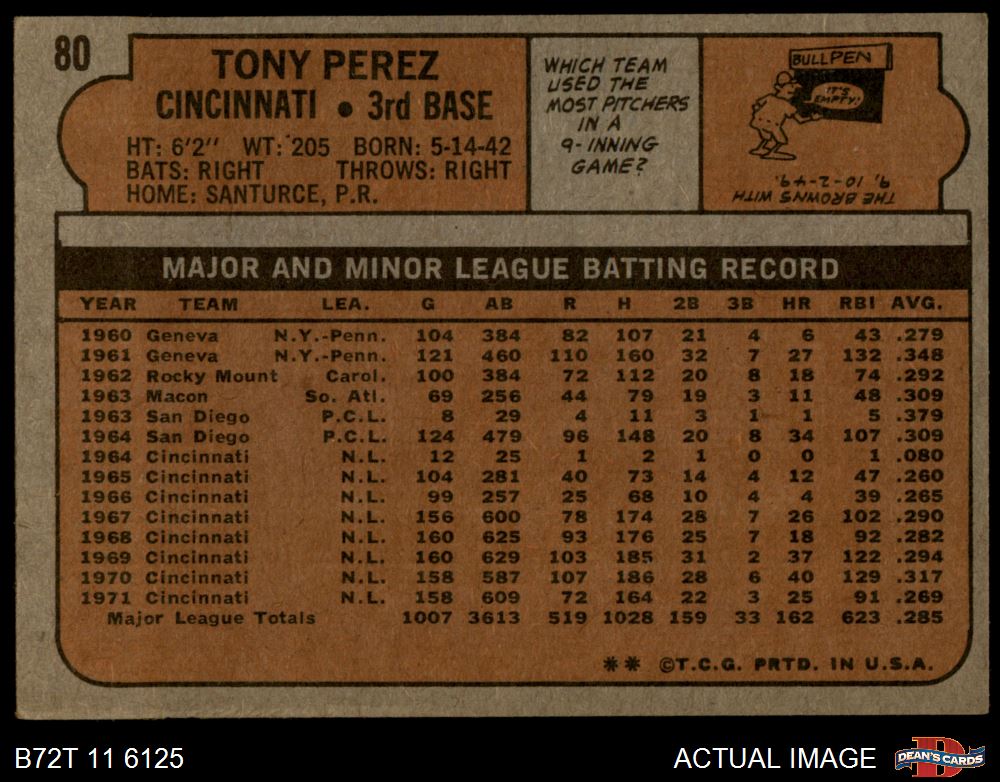 80
TONY PEREZ
CINCINNATI • 3rd BASE
HT: 6'2" WT: 205 BORN: 5-14-42
BATS: RIGHT THROWS: RIGHT
HOME: SANTURCE, P.R.
WHICH TEAM
USED THE
MOST PITCHERS
IN A
9-INNING
GAME?
BULLPEN
IT'S
EMPTY!
THE BROWNS WITH
9, 10-2-49.
MAJOR AND MINOR LEAGUE BATTING RECORD
YEAR TEAM LEA. G AB R H 2B 3B HR RBI AVG.
1960 Geneva N.Y.-Penn. 104 384 82 107 21 4 6 43 .279
1961 Geneva N.Y.-Penn. 121 460 110 160 32 7 27 132 .348
1962 Rocky Mount Carol. 100 384 72 112 20 8 18 74 .292
1963 Macon So. Atl. 69 256 44 79 19 3 11 48 .309
1963 San Diego P.C.L. 8 29 4 11 3 1 1 5 .379
1964 San Diego P.C.L. 124 479 96 148 20 8 34 107 .309
1964 Cincinnati N.L. 12 25 1 2 1 0 0 1 .080
1965 Cincinnati N.L. 104 281 40 73 14 4 12 47 .260
1966 Cincinnati N.L. 99 257 25 68 10 4 4 39 .265
1967 Cincinnati N.L. 156 600 78 174 28 7 26 102 .290
1968 Cincinnati N.L. 160 625 93 176 25 7 18 92 .282
1969 Cincinnati N.L. 160 629 103 185 31 2 37 122 .294
1970 Cincinnati N.L. 158 587 107 186 28 6 40 129 .317
1971 Cincinnati N.L. 158 609 72 164 22 3 25 91 .269
Major League Totals 1007 3613 519 1028 159 33 162 623 .285
** ©T.C.G. PRTD. IN U.S.A.
B72T 11 6125
ACTUAL IMAGE
D
DEAN'S CARDS